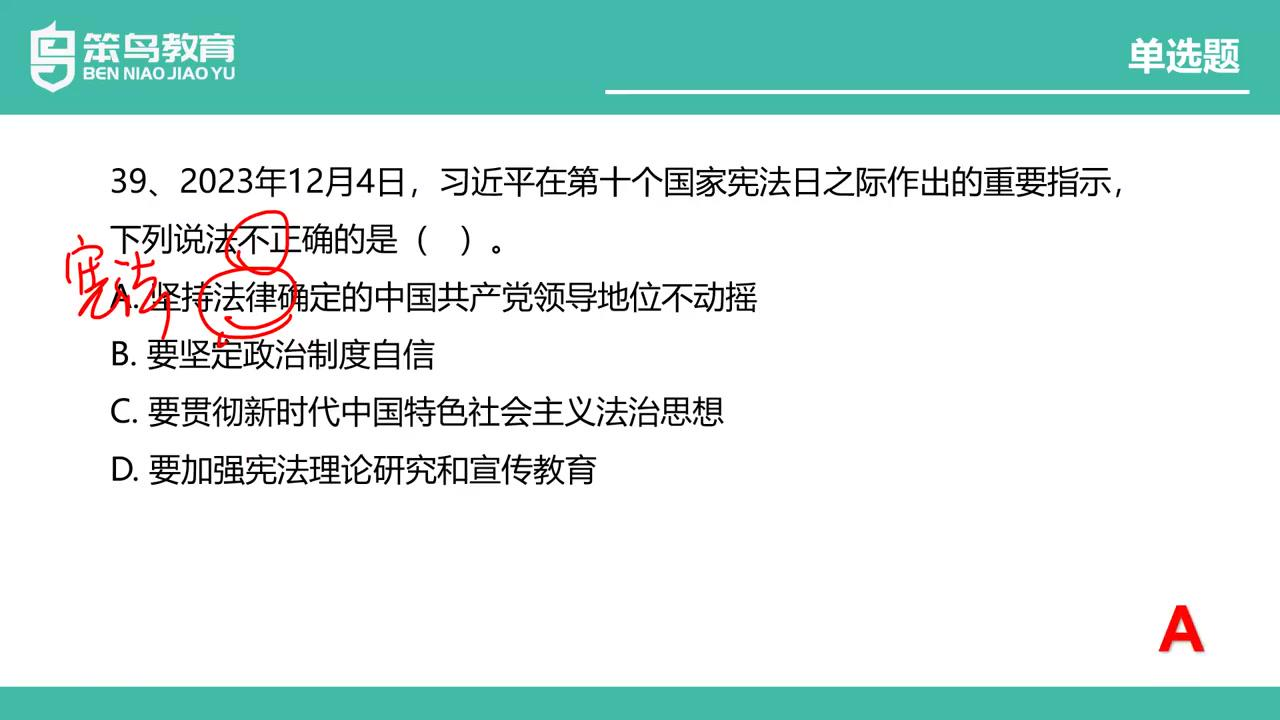 笨鸟教育
BEN NIAO JIAO YU
单选题
39、2023年12月4日，习近平在第十个国家宪法日之际作出的重要指示，
下列说法不正确的是（ ）。
宪法
A. 坚持法律确定的中国共产党领导地位不动摇
B. 要坚定政治制度自信
C. 要贯彻新时代中国特色社会主义法治思想
D. 要加强宪法理论研究和宣传教育
A